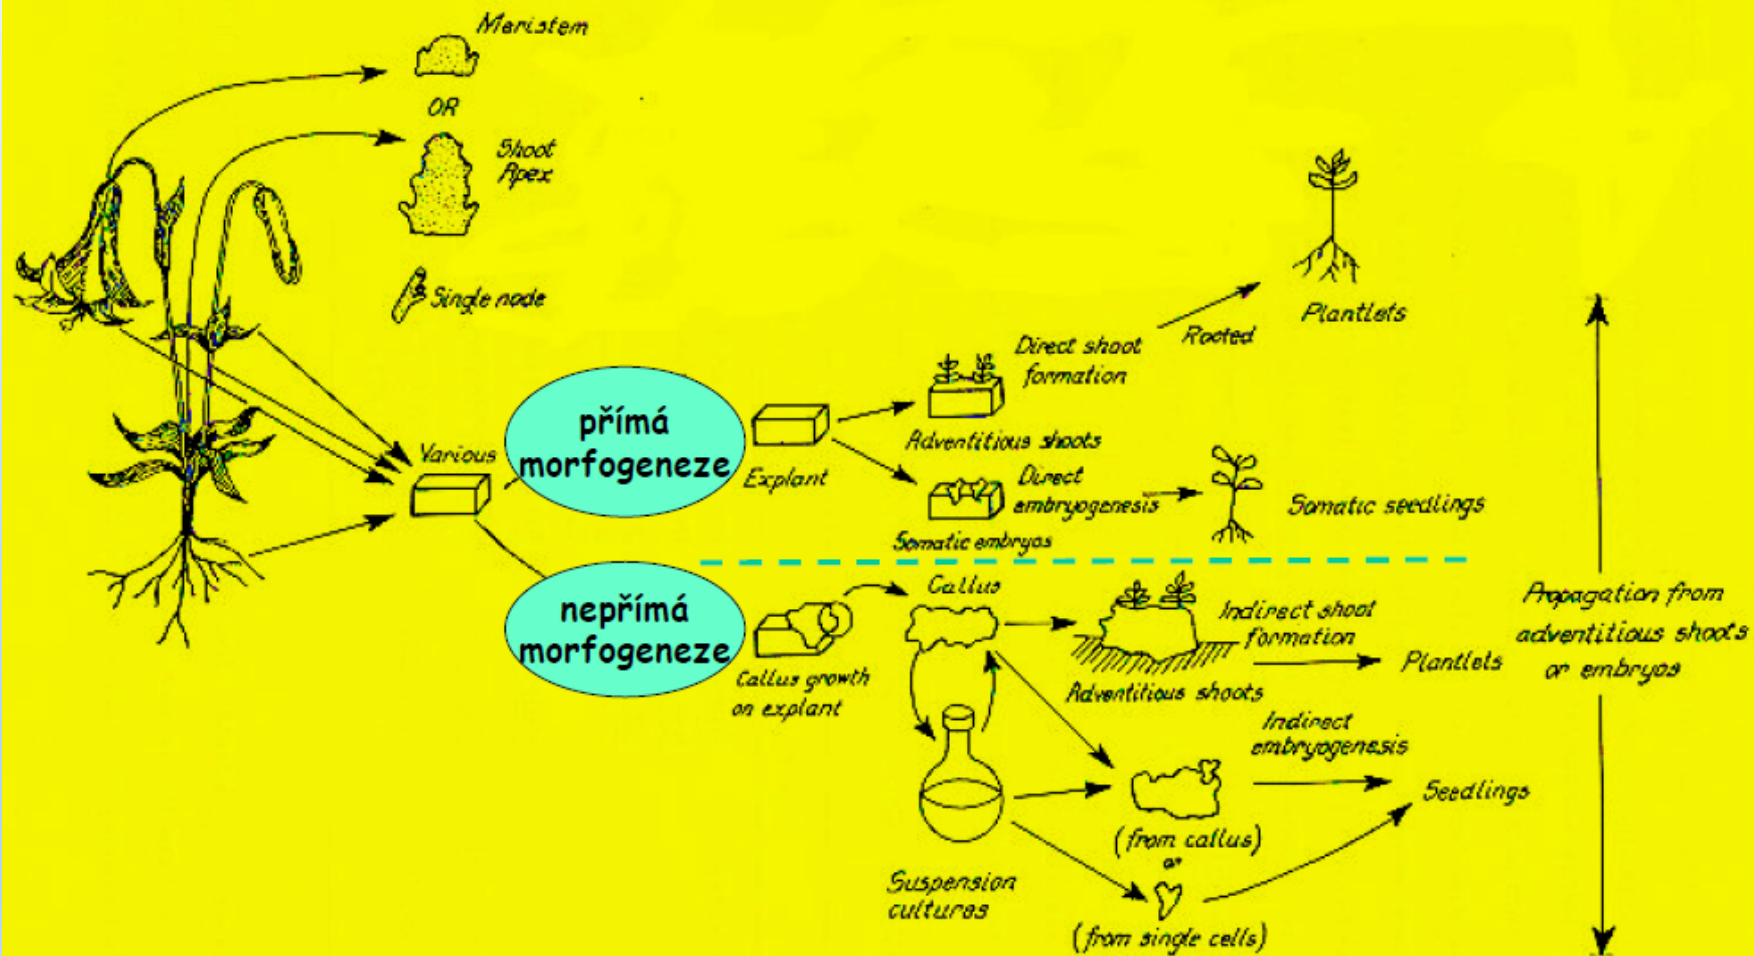 Meristem
OR
Shoot
Apex
Single node
Plantlets
Rooted
Direct shoot
formation
Adventitious shoots
Various
přímá
morfogeneze
Explant
Direct
embryogenesis
Somatic seedlings
Somatic embryos
nepřímá
morfogeneze
Callus
Callus growth
on explant
Indirect shoot
formation
Adventitious shoots
Plantlets
Propagation from
adventitious shoots
or embryos
Indirect
embryogenesis
Seedlings
(from callus)
or
(from single cells)
Suspension
cultures